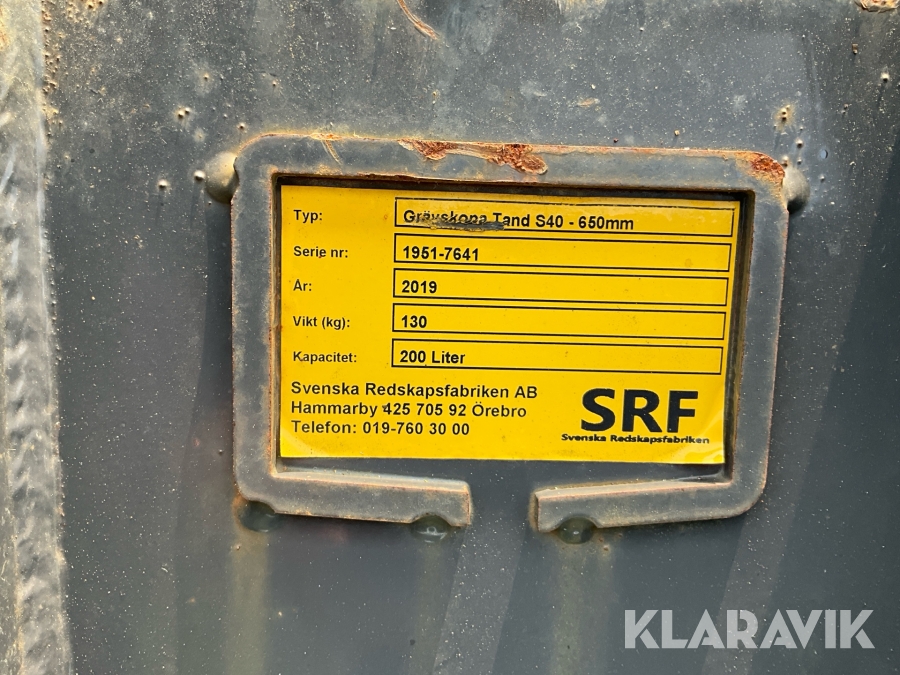 Typ: Grävskopa Tand S40 - 650mm
Serie nr: 1951-7641
År: 2019
Vikt (kg): 130
Kapacitet: 200 Liter
Svenska Redskapsfabriken AB
Hammarby 425 705 92 Örebro
Telefon: 019-760 30 00
SRF
Svenska Redskapsfabriken
KLARAVIK